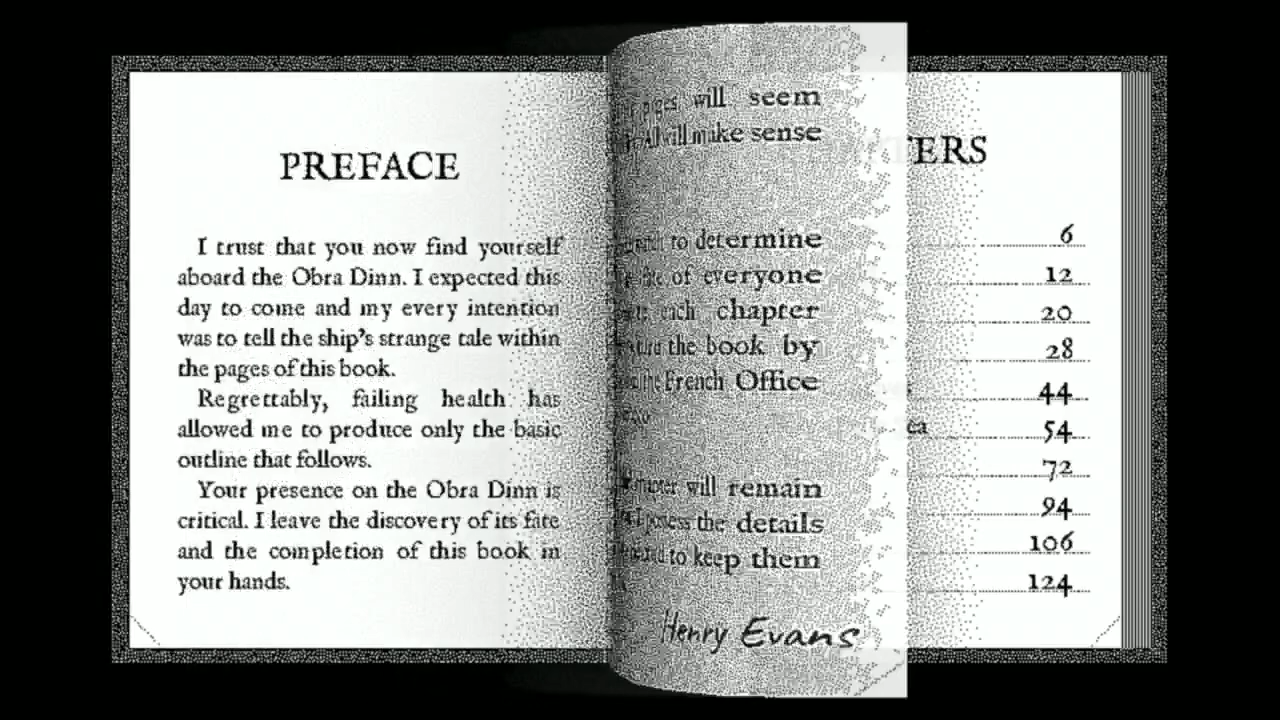 PREFACE
I trust that you now find yourself
aboard the Obra Dinn. I expected this
day to come and my every intention
was to tell the ship's strange tale within
the pages of this book.
Regrettably, failing health has
allowed me to produce only the basic
outline that follows.
Your presence on the Obra Dinn is
critical. I leave the discovery of its fate
and the completion of this book in
your hands.
pages will seem
will make sense
to determine
of everyone
each chapter
the book by
the French Office
will remain
the details
to keep them
Henry Evans
TERS
6
12
20
28
44
54
72
94
106
124